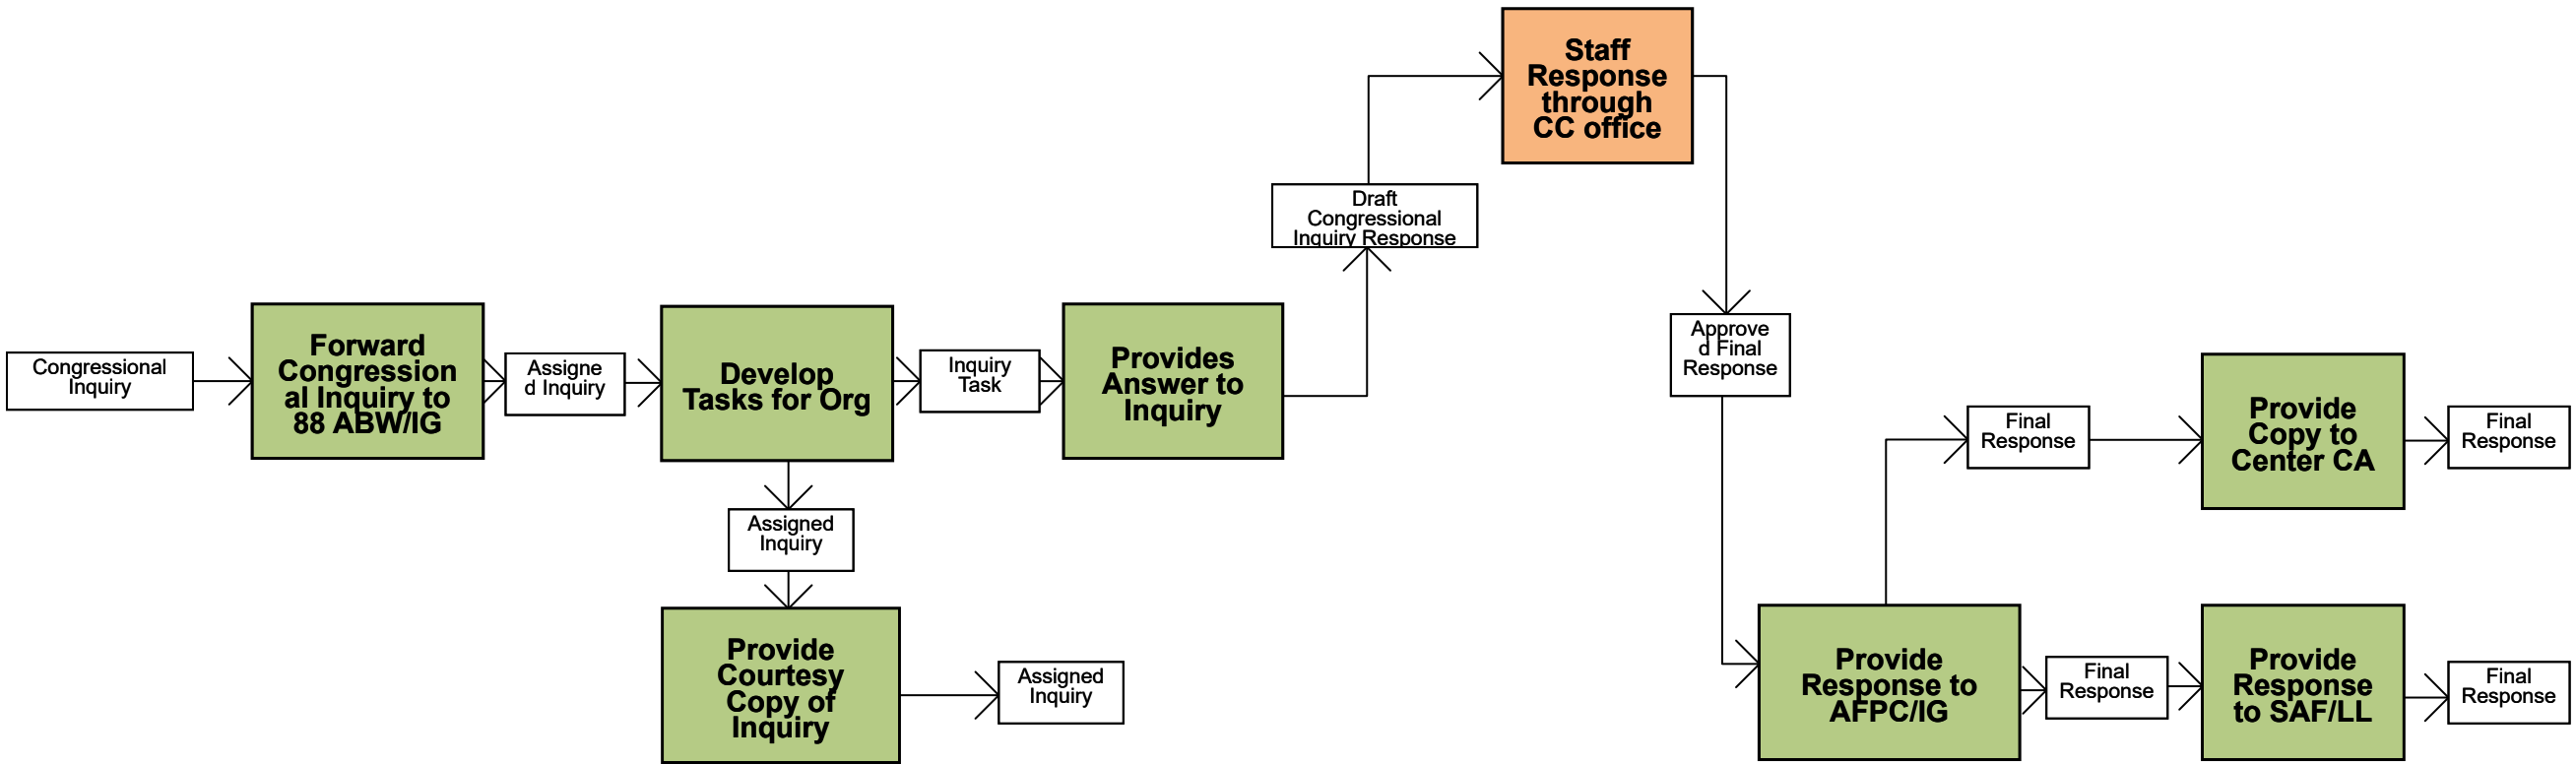 Staff
Response
through
CC office
Draft
Congressional
Inquiry Response
Congressional
Inquiry
Forward
Congression
al Inquiry to
88 ABW/IG
Assigne
d Inquiry
Develop
Tasks for Org
Inquiry
Task
Provides
Answer to
Inquiry
Approve
d Final
Response
Assigned
Inquiry
Provide
Courtesy
Copy of
Inquiry
Assigned
Inquiry
Final
Response
Provide
Copy to
Center CA
Final
Response
Provide
Response to
AFPC/IG
Final
Response
Provide
Response
to SAF/LL
Final
Response